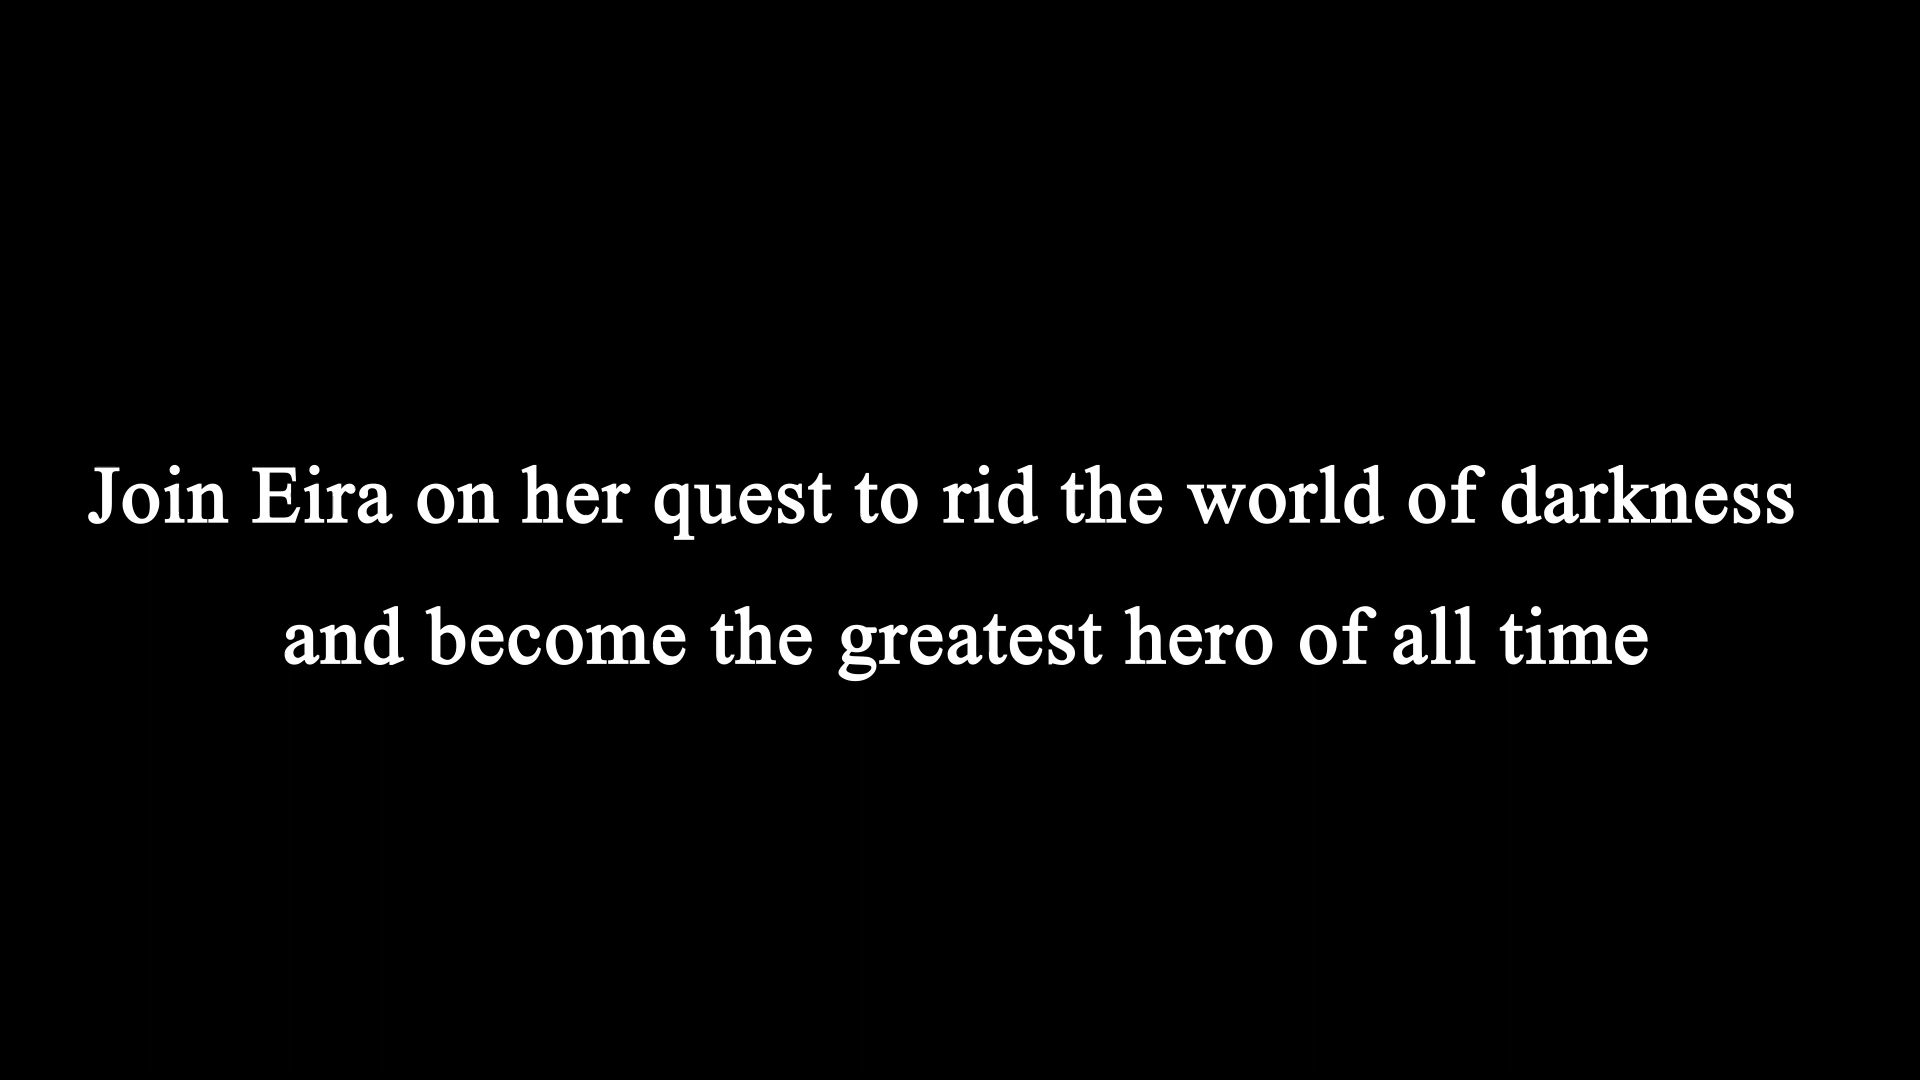 Join Eira on her quest to rid the world of darkness
and become the greatest hero of all time